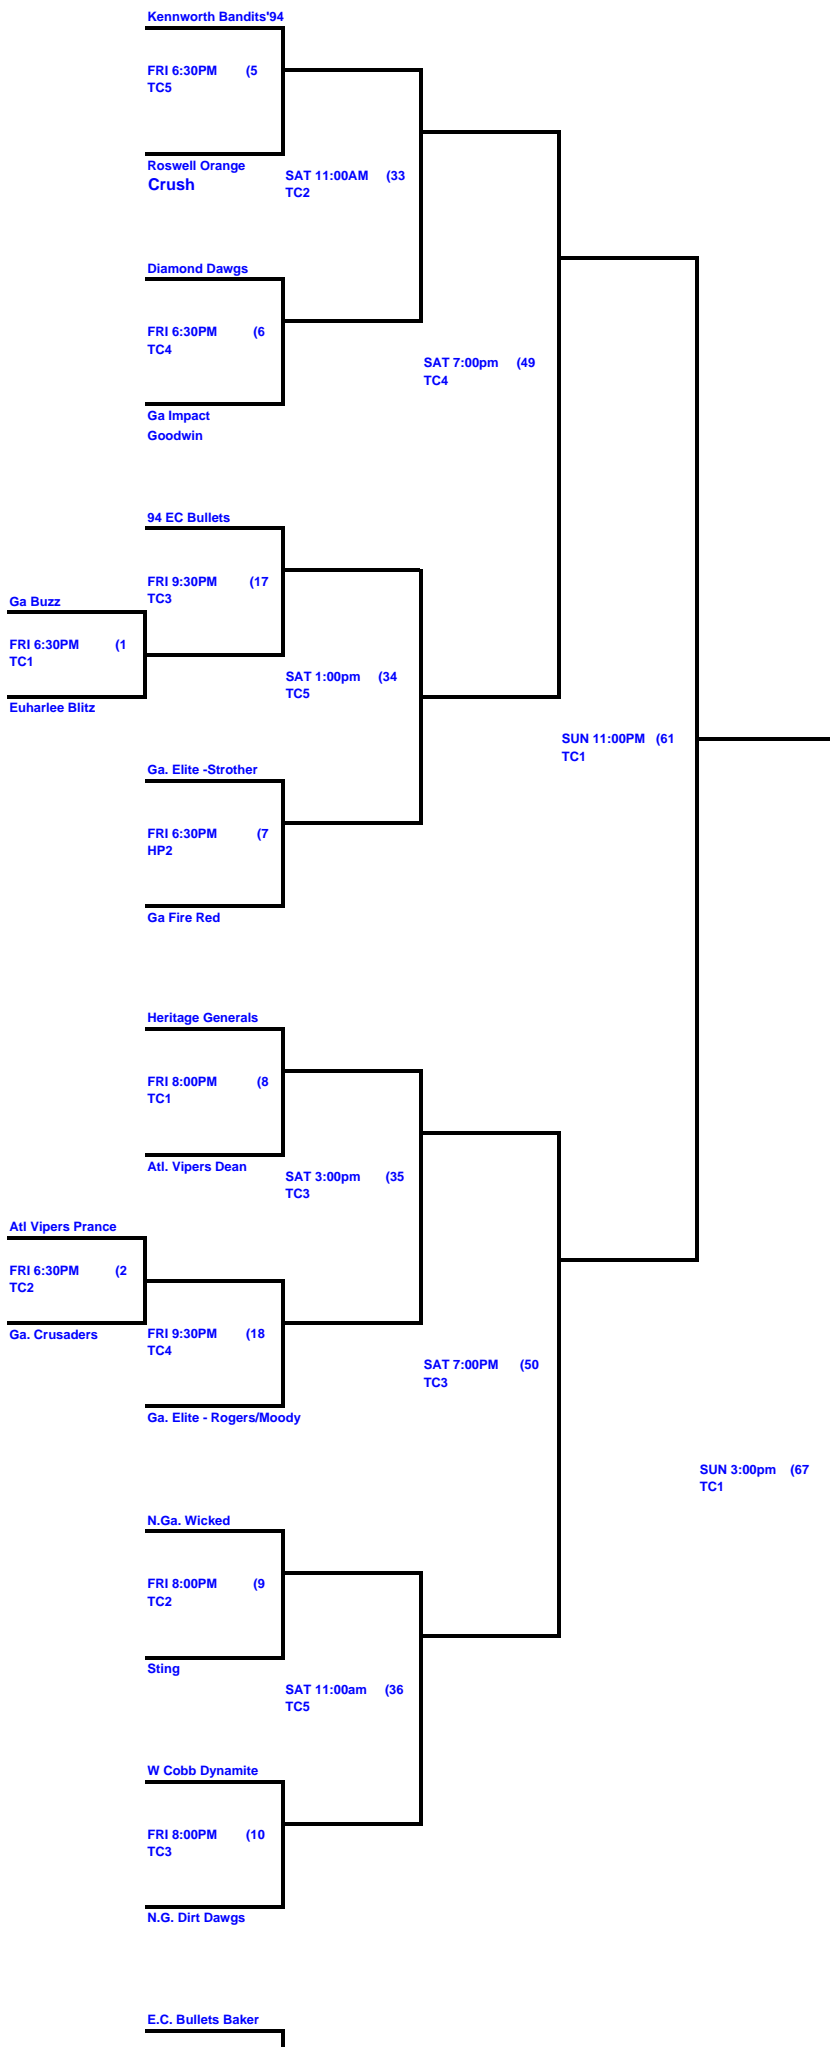 Kennworth Bandits'94
FRI 6:30PM (5
TC5
Roswell Orange
Crush
SAT 11:00AM (33
TC2
Diamond Dawgs
FRI 6:30PM (6
TC4
SAT 7:00pm (49
TC4
Ga Impact
Goodwin
94 EC Bullets
FRI 9:30PM (17
TC3
Ga Buzz
FRI 6:30PM (1
TC1
SAT 1:00pm (34
TC5
Euharlee Blitz
SUN 11:00PM (61
TC1
Ga. Elite -Strother
FRI 6:30PM (7
HP2
Ga Fire Red
Heritage Generals
FRI 8:00PM (8
TC1
Atl. Vipers Dean
SAT 3:00pm (35
TC3
Atl Vipers Prance
FRI 6:30PM (2
TC2
Ga. Crusaders
FRI 9:30PM (18
TC4
SAT 7:00PM (50
TC3
Ga. Elite - Rogers/Moody
SUN 3:00pm (67
TC1
N.Ga. Wicked
FRI 8:00PM (9
TC2
Sting
SAT 11:00am (36
TC5
W Cobb Dynamite
FRI 8:00PM (10
TC3
N.G. Dirt Dawgs
E.C. Bullets Baker